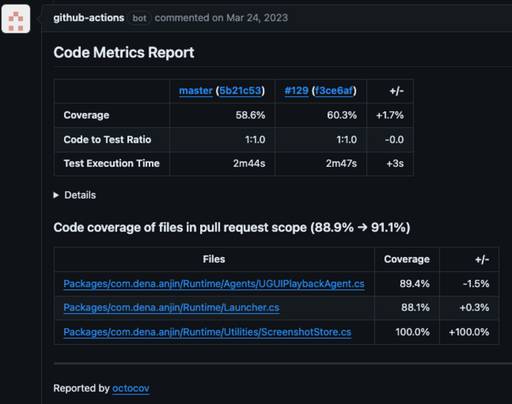 github-actions bot commented on Mar 24, 2023
Code Metrics Report
master (5b21c53) #129 (f3ce6af) +/-
Coverage 58.6% 60.3% +1.7%
Code to Test Ratio 1:1.0 1:1.0 -0.0
Test Execution Time 2m44s 2m47s +3s
Details
Code coverage of files in pull request scope (88.9% → 91.1%)
Files Coverage +/-
Packages/com.dena.anjin/Runtime/Agents/UGUIPlaybackAgent.cs 89.4% -1.5%
Packages/com.dena.anjin/Runtime/Launcher.cs 88.1% +0.3%
Packages/com.dena.anjin/Runtime/Utilities/ScreenshotStore.cs 100.0% +100.0%
Reported by octocov